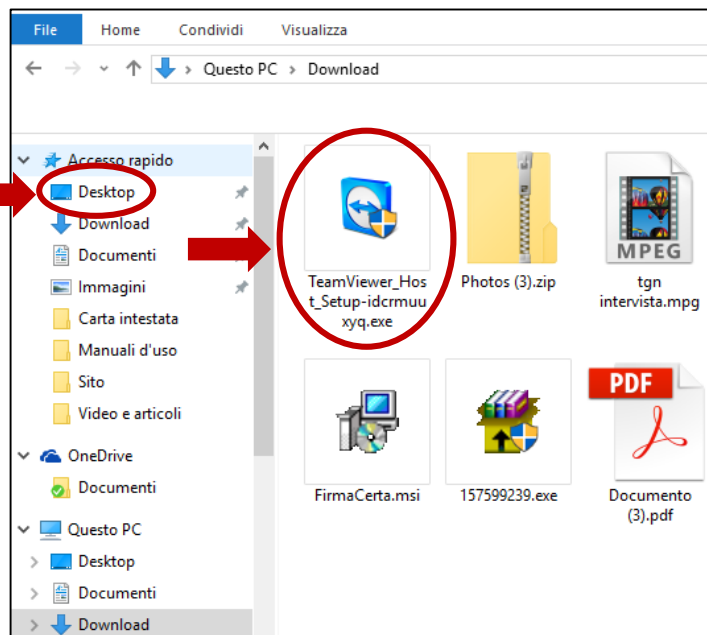 File Home Condividi Visualizza
Questo PC > Download
Accesso rapido
Desktop
Download
Documenti
Immagini
Carta intestata
Manuali d'uso
Sito
Video e articoli
OneDrive
Documenti
Questo PC
Desktop
Documenti
Download
TeamViewer_Hos
t_Setup-idcrmuu
xyq.exe
Photos (3).zip
MPEG
tgn
intervista.mpg
FirmaCerta.msi
157599239.exe
PDF
Documento
(3).pdf